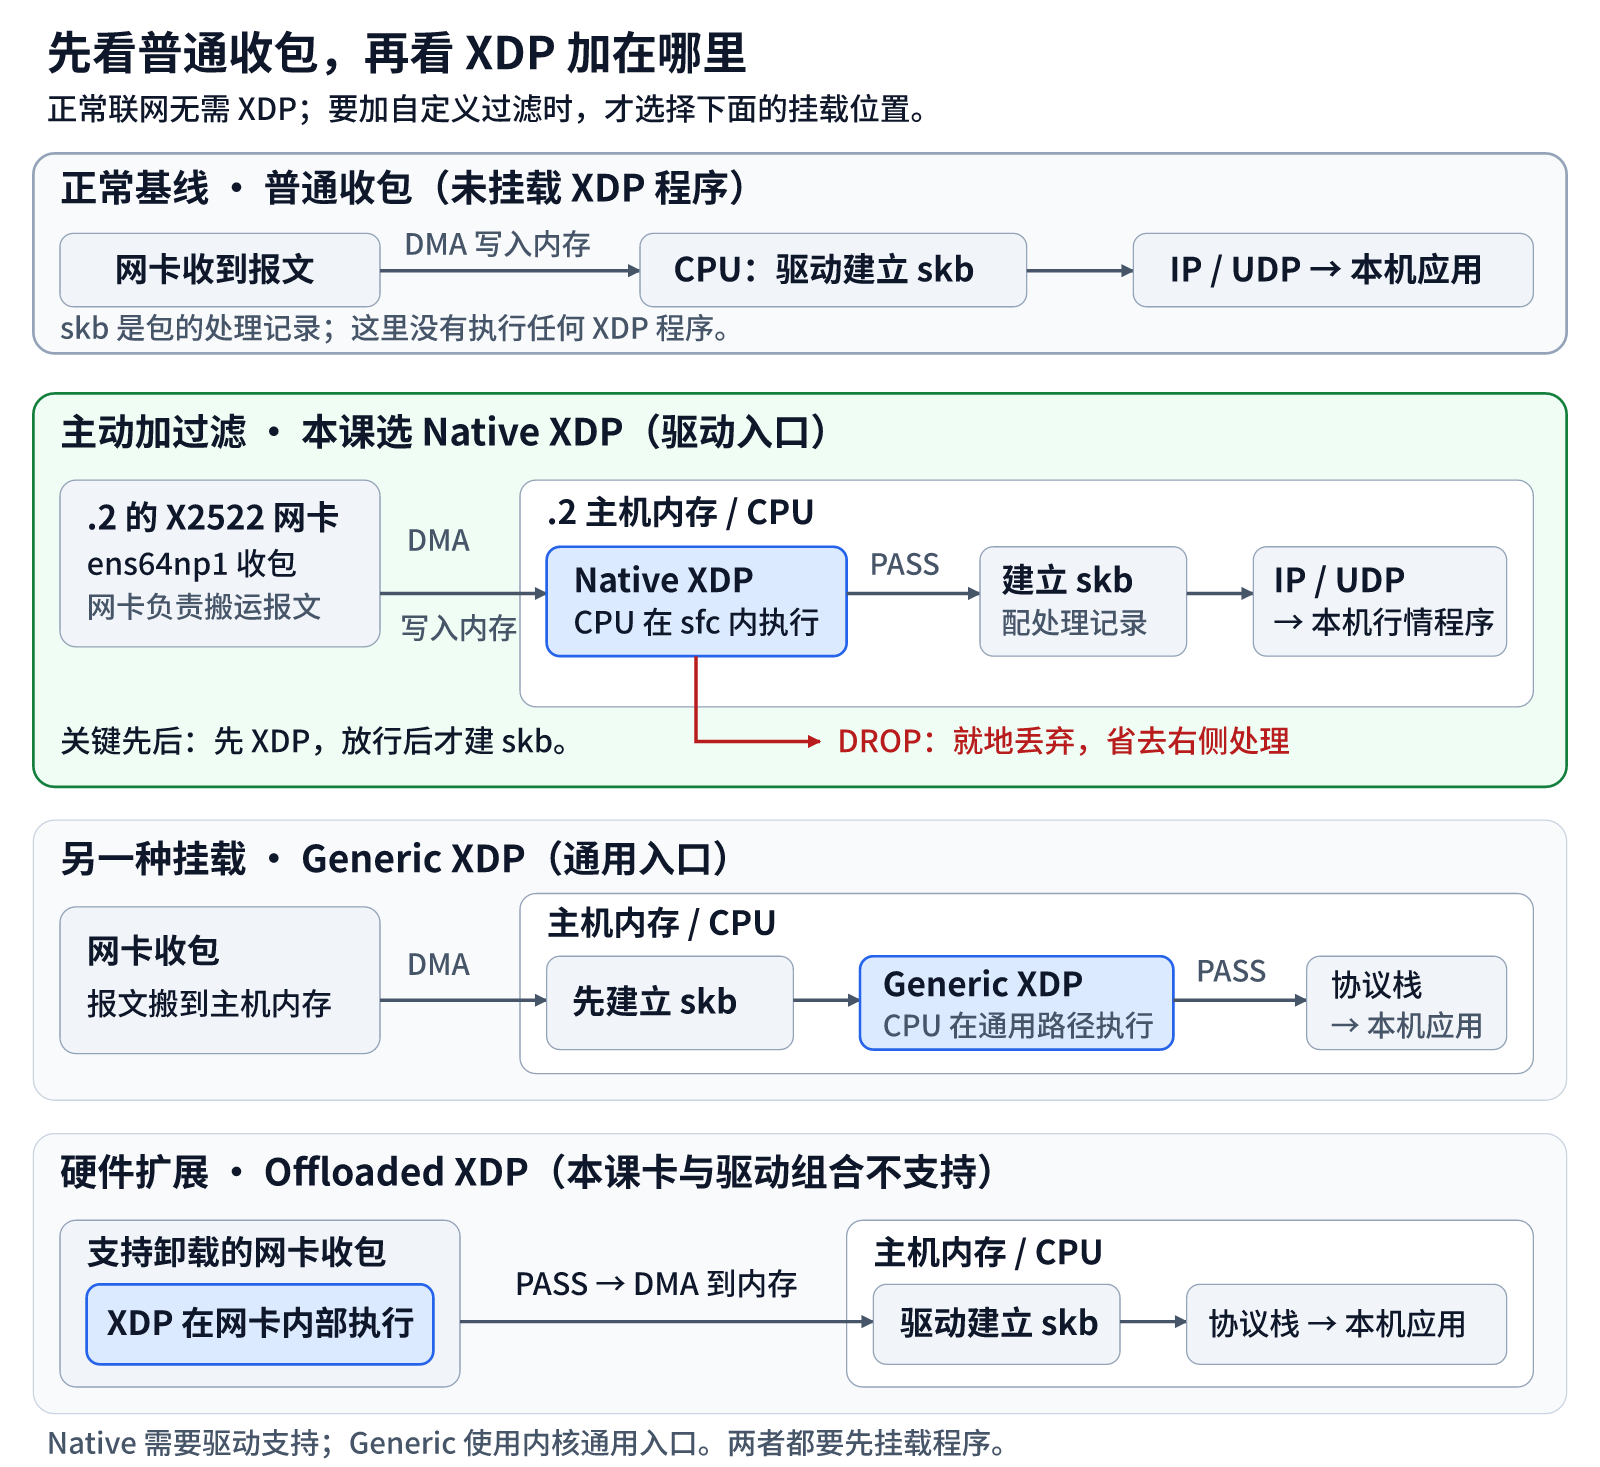 先看普通收包，再看 XDP 加在哪里
正常联网无需 XDP；要加自定义过滤时，才选择下面的挂载位置。
正常基线 · 普通收包（未挂载 XDP 程序）
网卡收到报文
DMA 写入内存
CPU：驱动建立 skb
IP / UDP → 本机应用
skb 是包的处理记录；这里没有执行任何 XDP 程序。
主动加过滤 · 本课选 Native XDP（驱动入口）
.2 的 X2522 网卡
ens64np1 收包
网卡负责搬运报文
DMA
写入内存
.2 主机内存 / CPU
Native XDP
CPU 在 sfc 内执行
PASS
建立 skb
配处理记录
IP / UDP
→ 本机行情程序
关键先后：先 XDP，放行后才建 skb。
DROP：就地丢弃，省去右侧处理
另一种挂载 · Generic XDP（通用入口）
网卡收包
报文搬到主机内存
DMA
主机内存 / CPU
先建立 skb
Generic XDP
CPU 在通用路径执行
PASS
协议栈
→ 本机应用
硬件扩展 · Offloaded XDP（本课卡与驱动组合不支持）
支持卸载的网卡收包
XDP 在网卡内部执行
PASS → DMA 到内存
主机内存 / CPU
驱动建立 skb
协议栈 → 本机应用
Native 需要驱动支持；Generic 使用内核通用入口。两者都要先挂载程序。